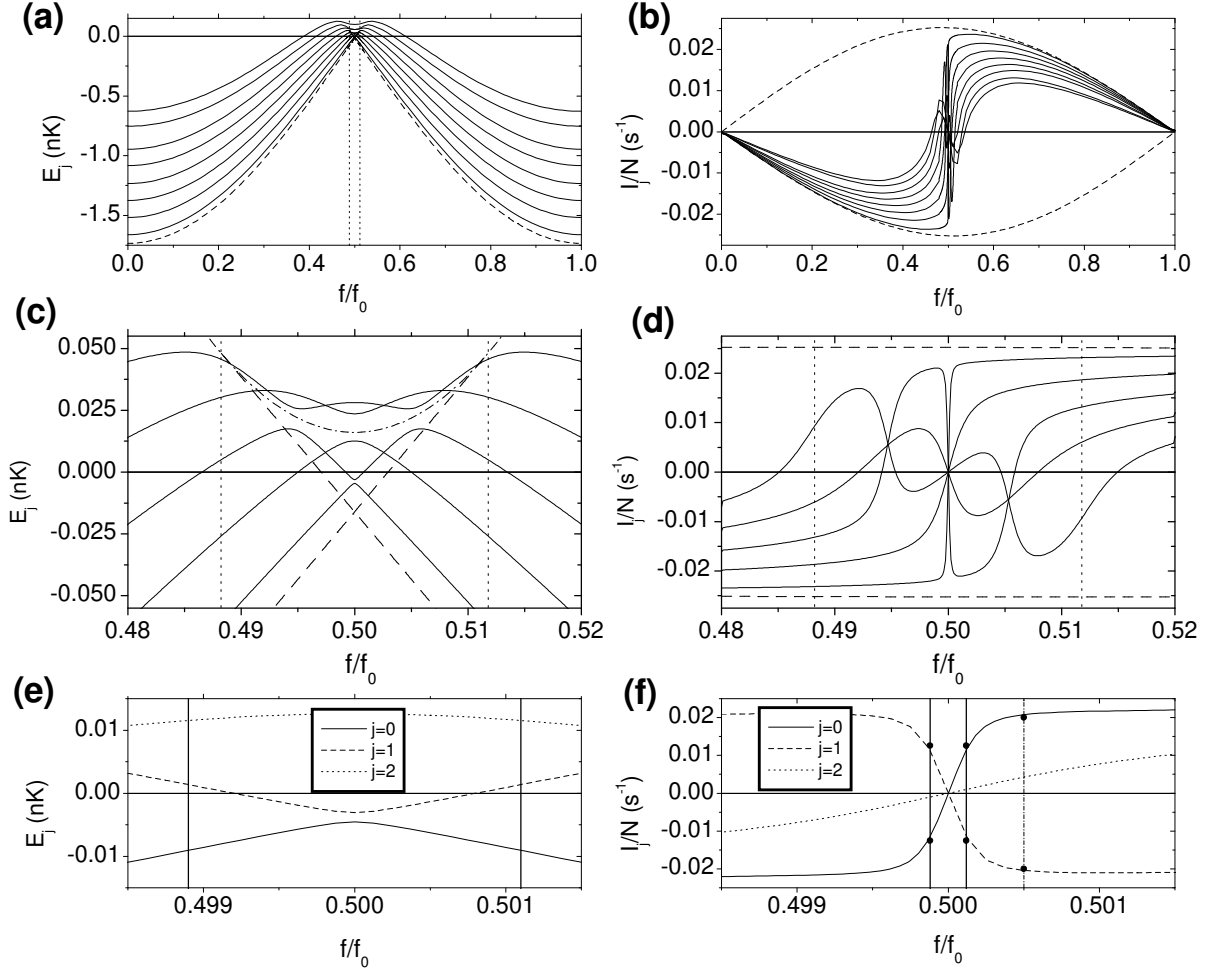 (a)
0.0
-0.5
-1.0
-1.5
E_j (nK)
0.0 0.2 0.4 0.6 0.8 1.0
f/f_0
(b)
0.02
0.01
0.00
-0.01
-0.02
I_j/N (s^-1)
0.0 0.2 0.4 0.6 0.8 1.0
f/f_0
(c)
0.050
0.025
0.000
-0.025
-0.050
E_j (nK)
0.48 0.49 0.50 0.51 0.52
f/f_0
(d)
0.02
0.01
0.00
-0.01
-0.02
I_j/N (s^-1)
0.48 0.49 0.50 0.51 0.52
f/f_0
(e)
0.01
0.00
-0.01
E_j (nK)
j=0
j=1
j=2
0.499 0.500 0.501
f/f_0
(f)
0.02
0.01
0.00
-0.01
-0.02
I_j/N (s^-1)
j=0
j=1
j=2
0.499 0.500 0.501
f/f_0